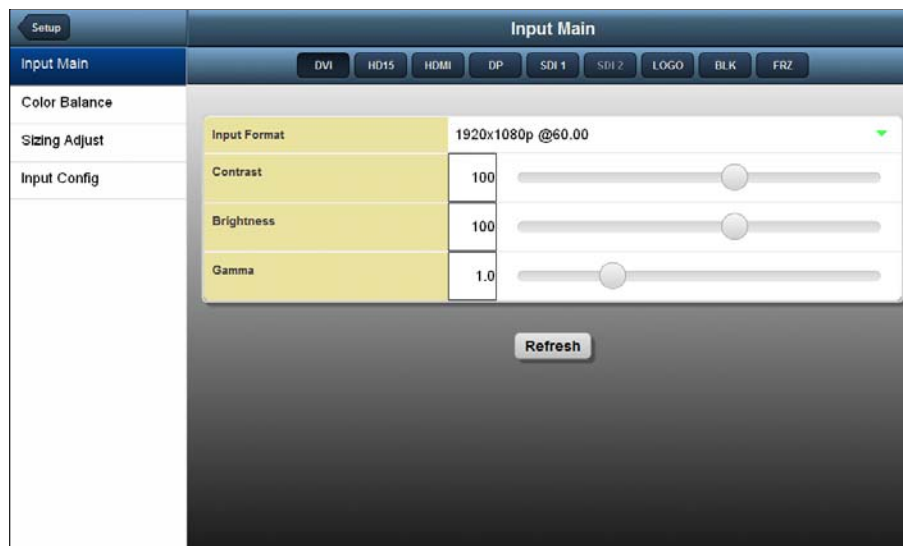 Setup
Input Main
Input Main
DVI HD15 HDMI DP SDI 1 SDI 2 LOGO BLK FRZ
Color Balance
Sizing Adjust
Input Config
Input Format 1920x1080p @60.00
Contrast 100
Brightness 100
Gamma 1.0
Refresh